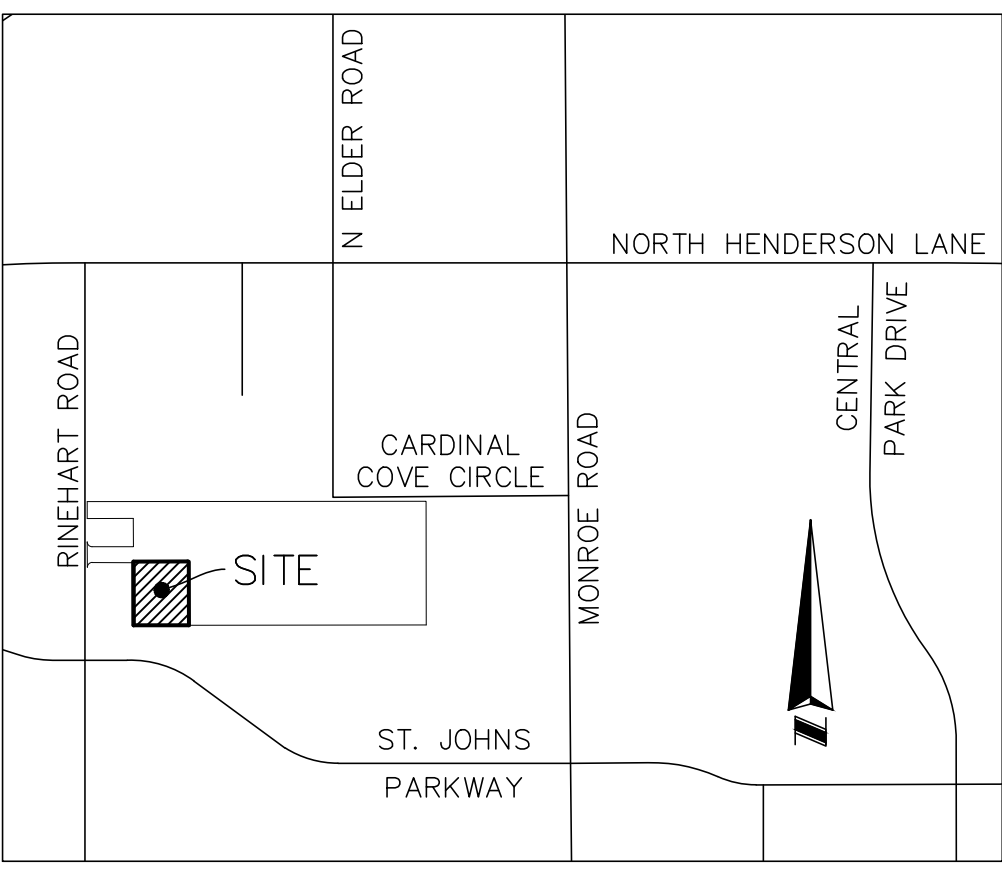 N ELDER ROAD
NORTH HENDERSON LANE
CENTRAL
PARK DRIVE
RINEHART ROAD
CARDINAL
COVE CIRCLE
MONROE ROAD
SITE
N
ST. JOHNS
PARKWAY